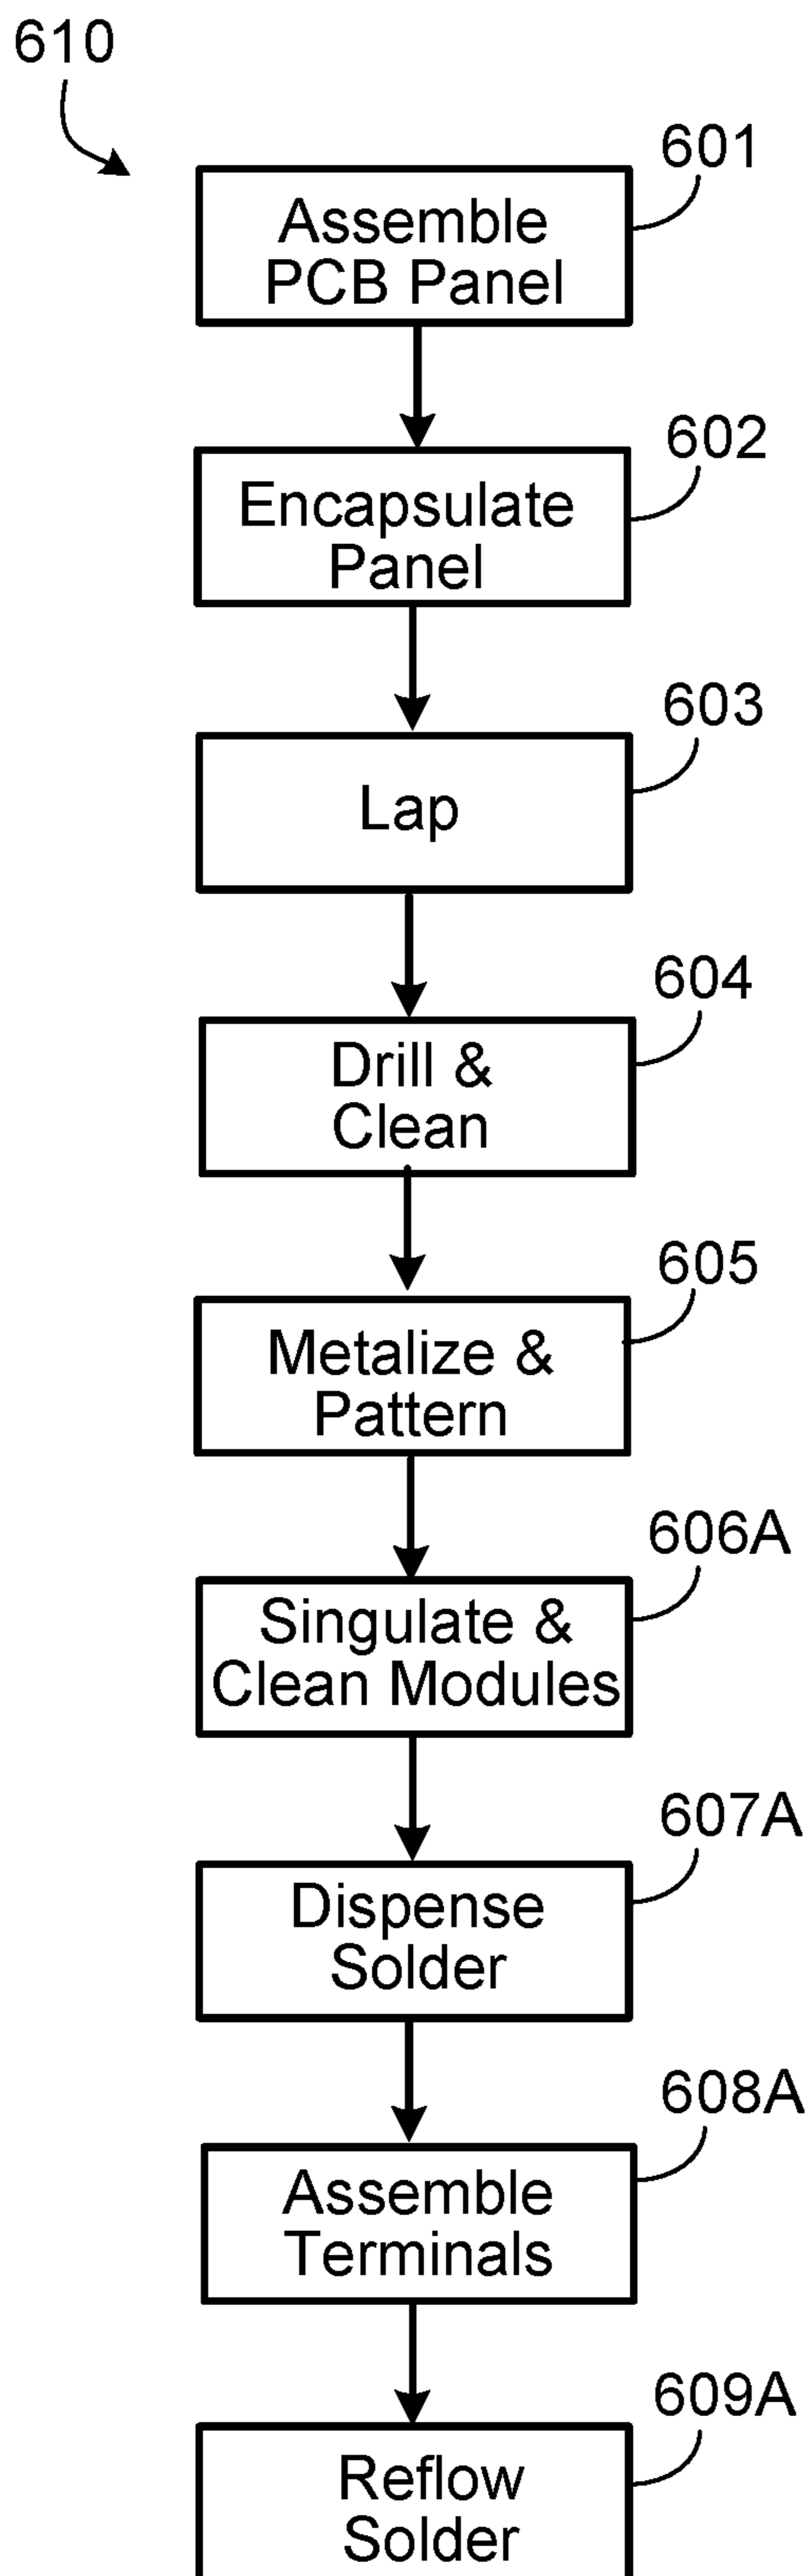 610
601
Assemble
PCB Panel
602
Encapsulate
Panel
603
Lap
604
Drill &
Clean
605
Metalize &
Pattern
606A
Singulate &
Clean Modules
607A
Dispense
Solder
608A
Assemble
Terminals
609A
Reflow
Solder